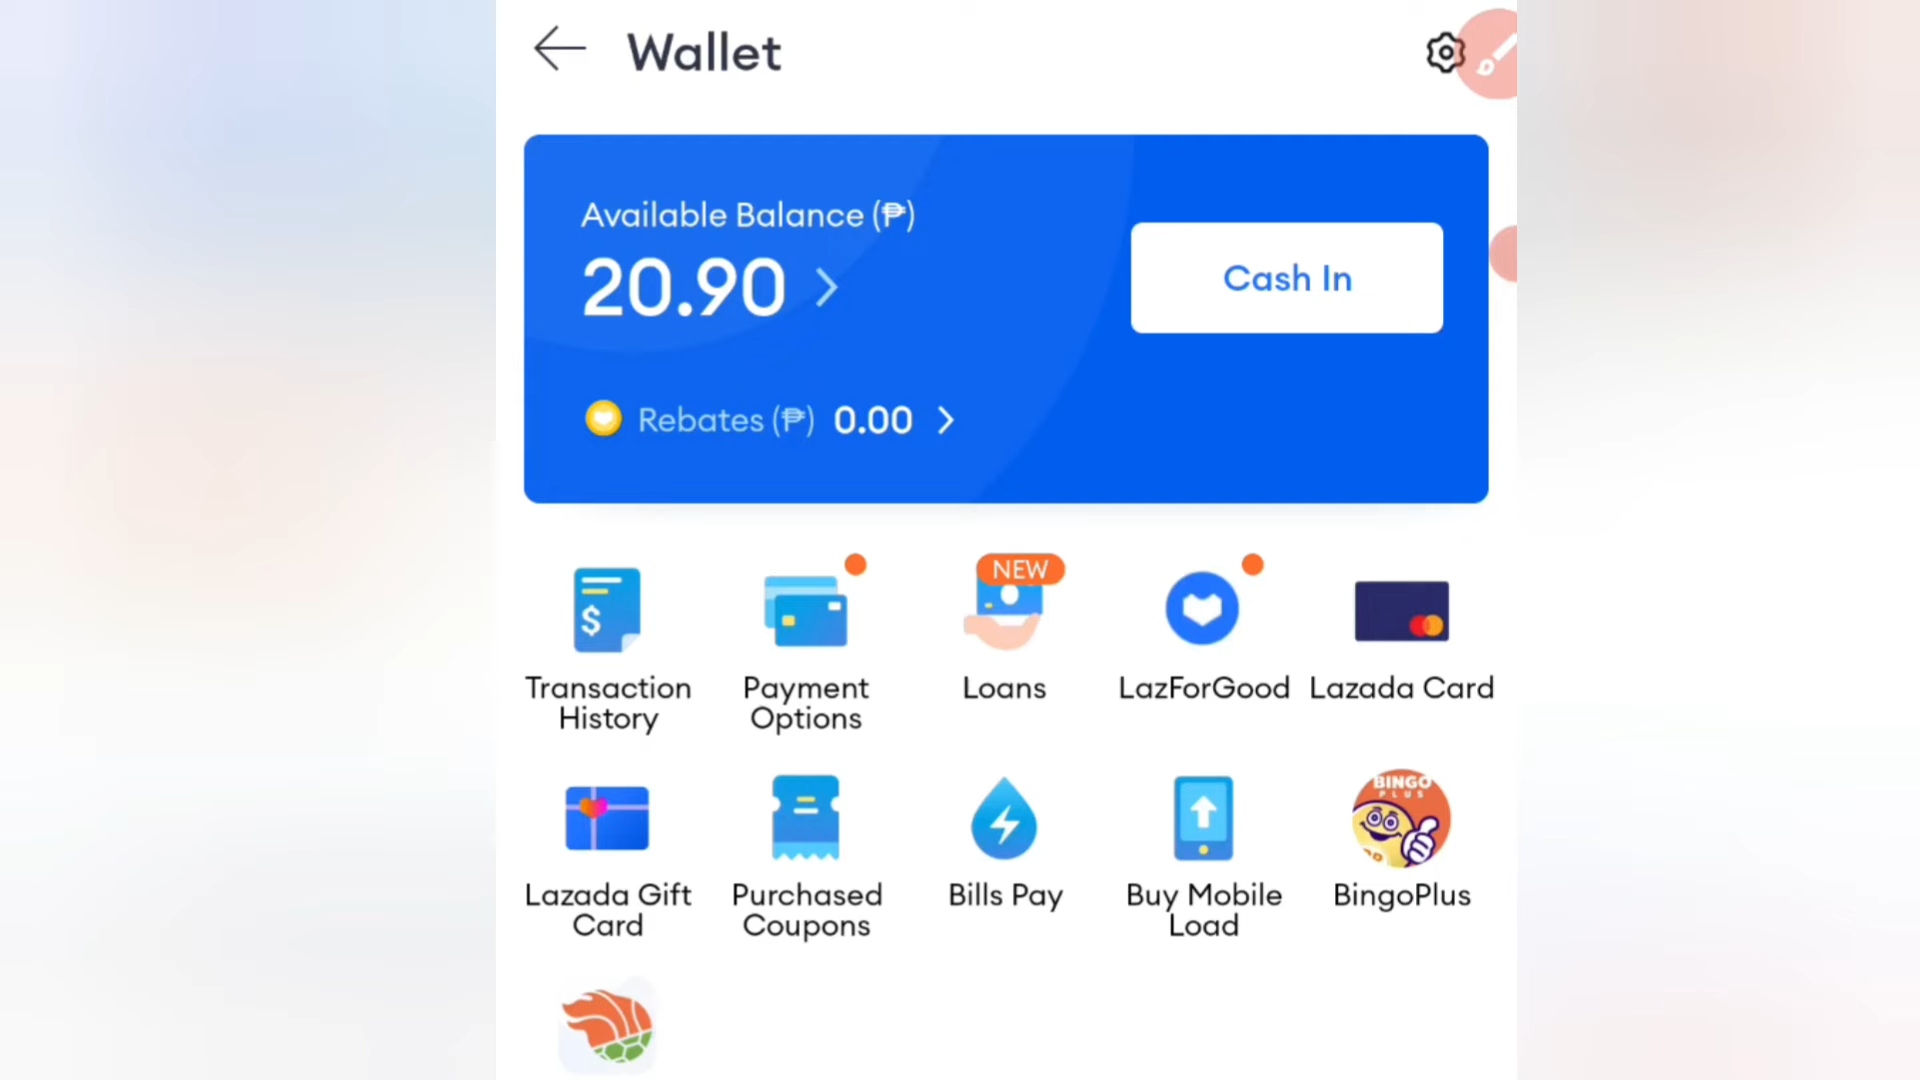 Wallet
Available Balance (₱)
20.90
Cash In
Rebates (₱) 0.00
NEW
$
Transaction History
Payment Options
Loans
LazForGood
Lazada Card
Lazada Gift Card
Purchased Coupons
Bills Pay
Buy Mobile Load
BINGO
PLUS
BingoPlus